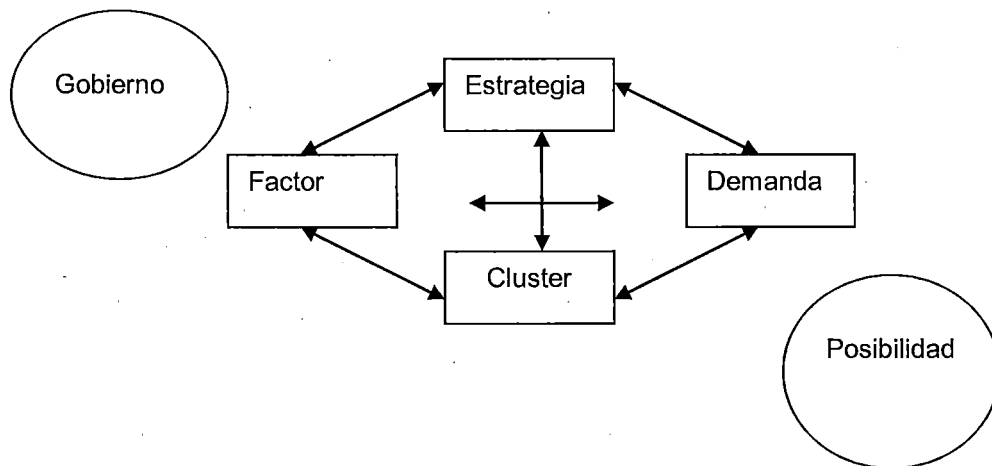 Gobierno
Estrategia
Factor
Demanda
Cluster
Posibilidad